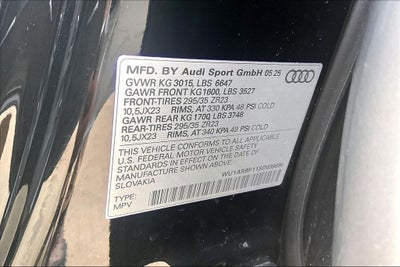 MFD. BY Audi Sport GmbH 05 25
GVWR KG 3015, LBS 6647
GAWR FRONT KG1600, LBS 3527
FRONT-TIRES 295/35 ZR23
10,5JX23 RIMS, AT 330 KPA 48 PSI COLD
GAWR REAR KG 1700, LBS 3748
REAR-TIRES 295/35 ZR23
10,5JX23 RIMS, AT 340 KPA 49 PSI COLD
THIS VEHICLE CONFORMS TO ALL APPLICABLE
U.S. FEDERAL MOTOR VEHICLE SAFETY
STANDARDS IN EFFECT ON THE DATE OF
MANUFACTURE SHOWN ABOVE.
SLOVAKIA
TYPE:
MPV